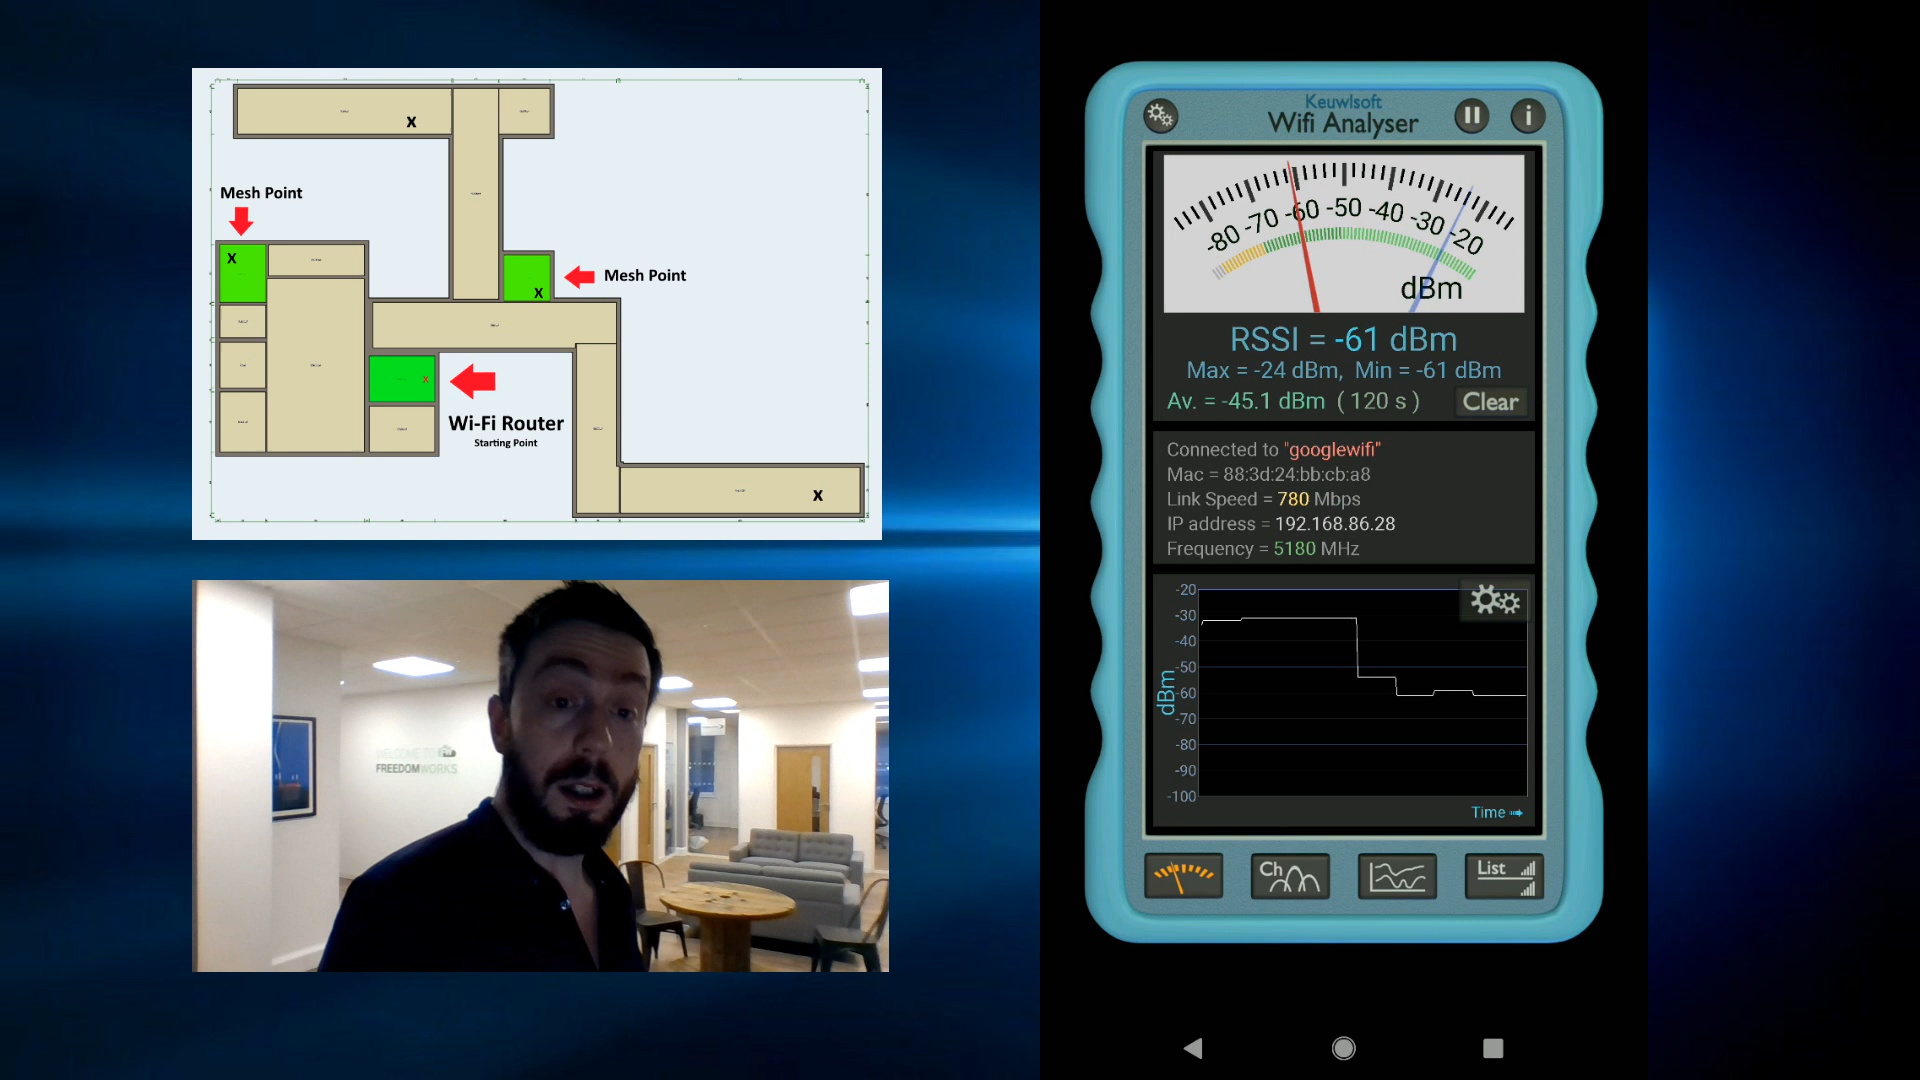 X
Mesh Point
X
Mesh Point
X
X
Wi-Fi Router
Starting Point
X
WELCOME TO
FREEDOMWORKS
Keuwlsoft
Wifi Analyser
-80 -70 -60 -50 -40 -30 -20
dBm
RSSI = -61 dBm
Max = -24 dBm, Min = -61 dBm
Av. = -45.1 dBm ( 120 s )
Clear
Connected to "googlewifi"
Mac = 88:3d:24:bb:cb:a8
Link Speed = 780 Mbps
IP address = 192.168.86.28
Frequency = 5180 MHz
-20
-30
-40
-50
-60
-70
-80
-90
-100
dBm
Time
Ch
List